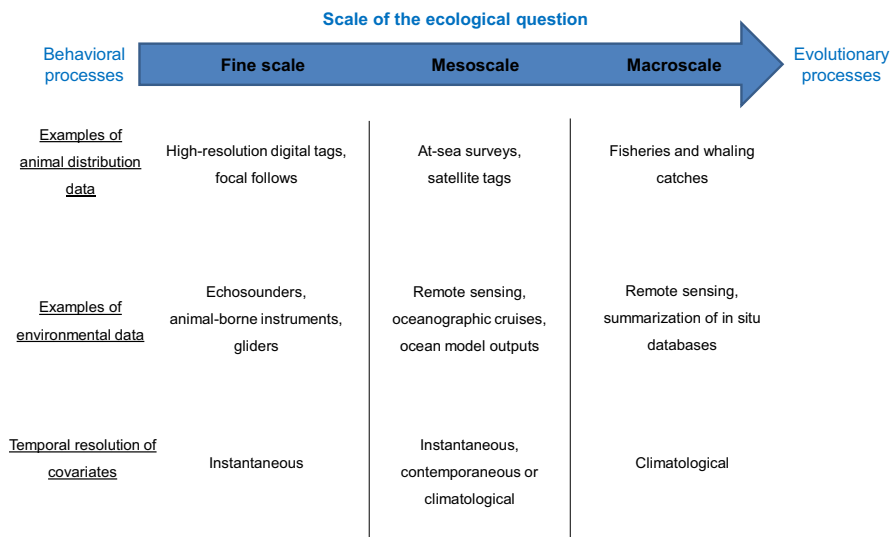 Scale of the ecological question
Behavioral
processes
Fine scale
Mesoscale
Macroscale
Evolutionary
processes
Examples of
animal distribution
data
High-resolution digital tags,
focal follows
At-sea surveys,
satellite tags
Fisheries and whaling
catches
Examples of
environmental data
Echosounders,
animal-borne instruments,
gliders
Remote sensing,
oceanographic cruises,
ocean model outputs
Remote sensing,
summarization of in situ
databases
Temporal resolution of
covariates
Instantaneous
Instantaneous,
contemporaneous or
climatological
Climatological